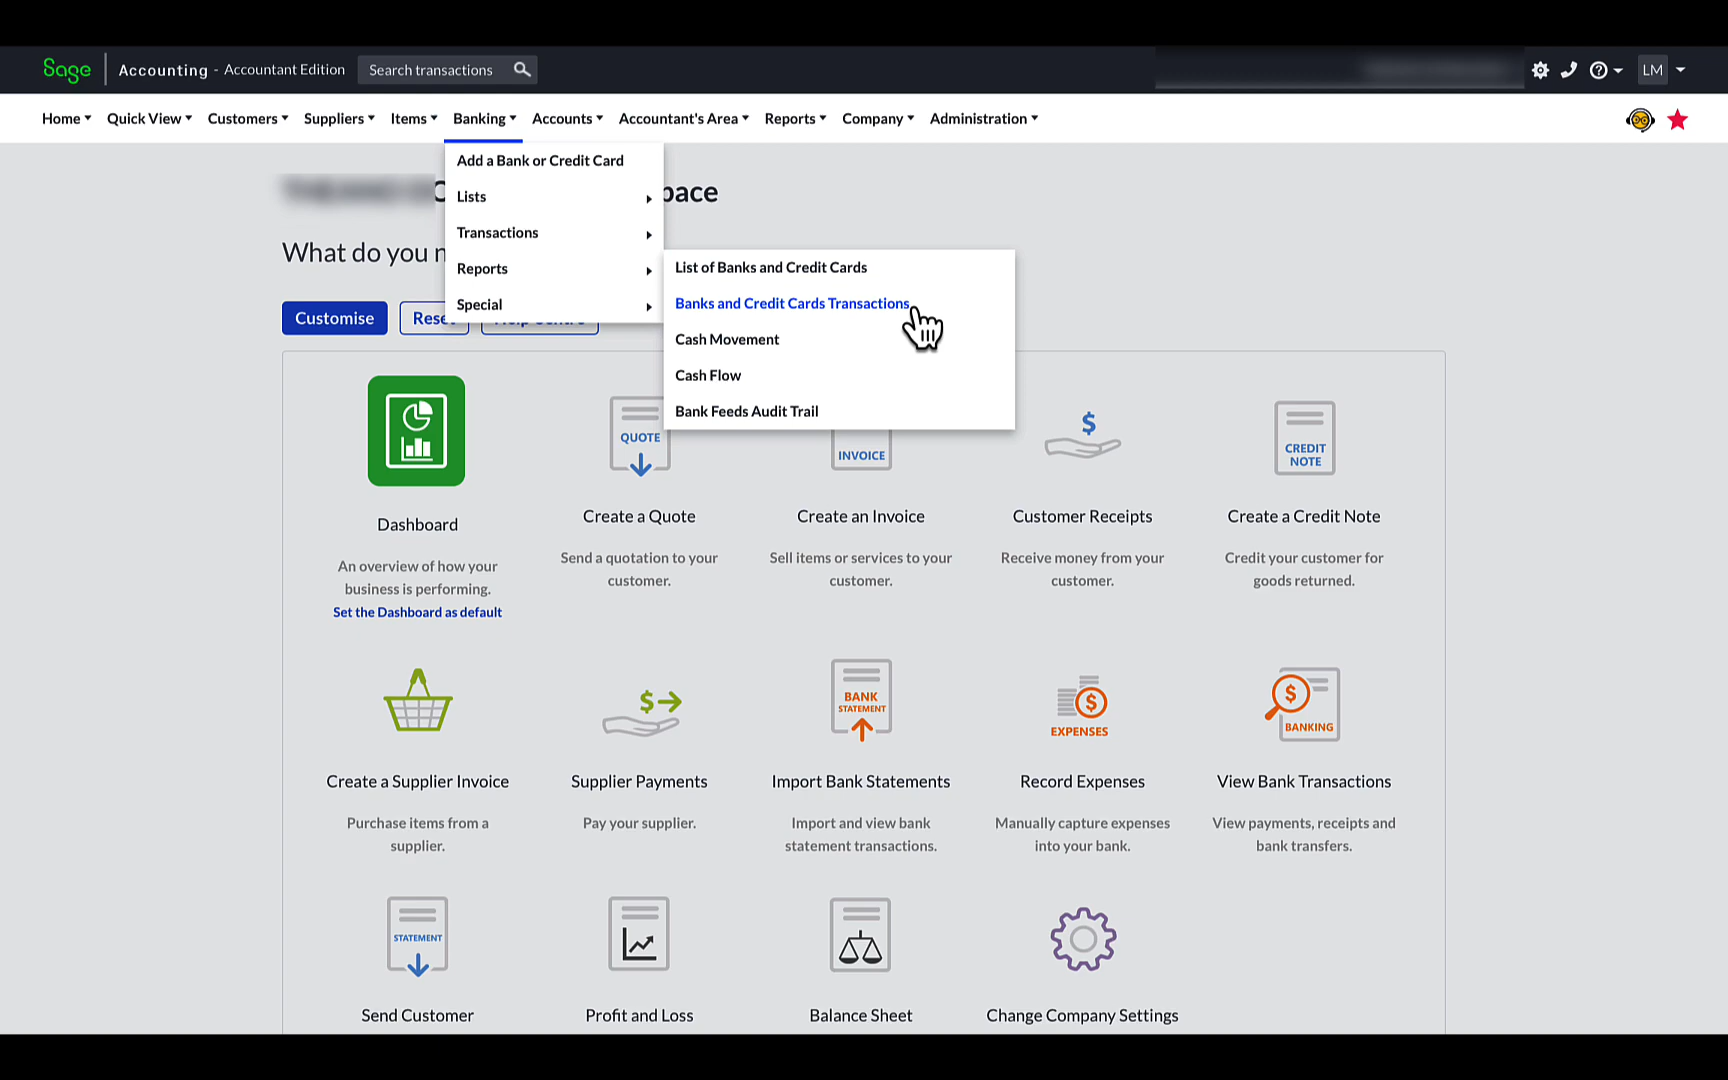 Sage Accounting - Accountant Edition Search transactions LM
Home Quick View Customers Suppliers Items Banking Accounts Accountant's Area Reports Company Administration
Add a Bank or Credit Card
Lists
Transactions
Reports
Special
List of Banks and Credit Cards
Banks and Credit Cards Transactions
Cash Movement
Cash Flow
Bank Feeds Audit Trail
pace
What do you n
Customise Rese
QUOTE
INVOICE
$
CREDIT
NOTE
Dashboard
An overview of how your
business is performing.
Set the Dashboard as default
Create a Quote
Send a quotation to your
customer.
Create an Invoice
Sell items or services to your
customer.
Customer Receipts
Receive money from your
customer.
Create a Credit Note
Credit your customer for
goods returned.
Create a Supplier Invoice
Purchase items from a
supplier.
$
Supplier Payments
Pay your supplier.
BANK
STATEMENT
Import Bank Statements
Import and view bank
statement transactions.
$
EXPENSES
Record Expenses
Manually capture expenses
into your bank.
$
BANKING
View Bank Transactions
View payments, receipts and
bank transfers.
STATEMENT
Send Customer
Profit and Loss
Balance Sheet
Change Company Settings